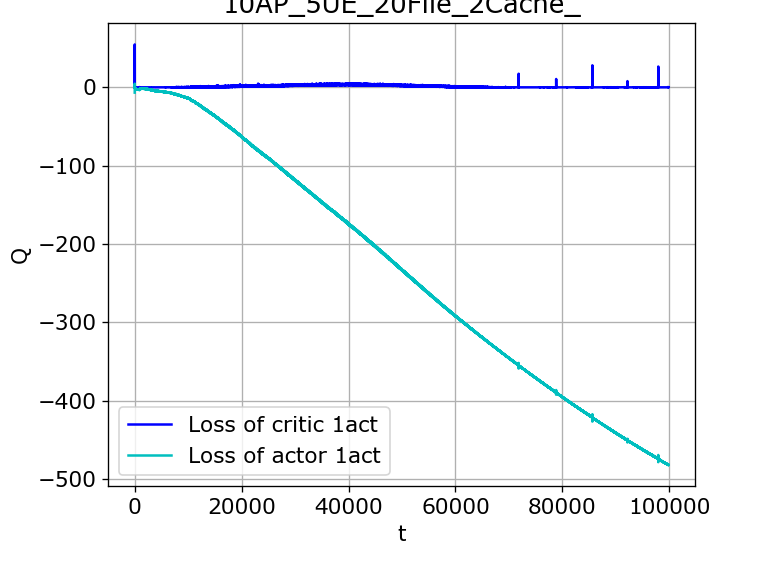 10AP_5UE_20File_2Cache_
0
−100
−200
−300
−400
−500
Q
Loss of critic 1act
Loss of actor 1act
0 20000 40000 60000 80000 100000
t